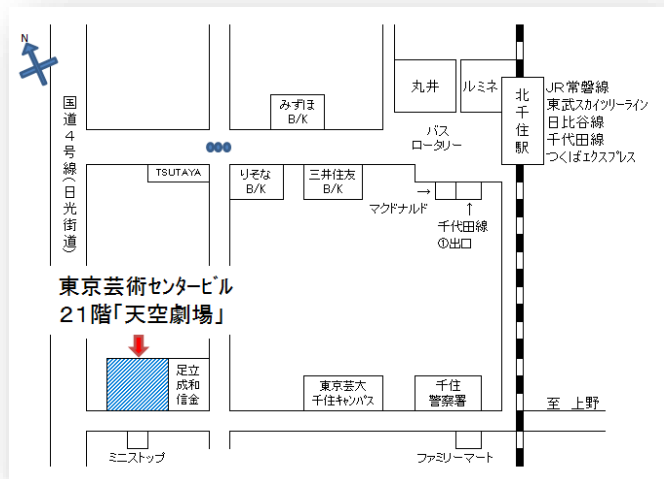 N
国道４号線(日光街道)
みずほ
B/K
丸井
ルミネ
北千住駅
JR常磐線
東武スカイツリーライン
日比谷線
千代田線
つくばエクスプレス
バス
ロータリー
TSUTAYA
りそな
B/K
三井住友
B/K
マクドナルド
千代田線
①出口
東京芸術センタービル
２１階「天空劇場」
足立
成和
信金
東京芸大
千住キャンパス
千住
警察署
至 上野
ミニストップ
ファミリーマート